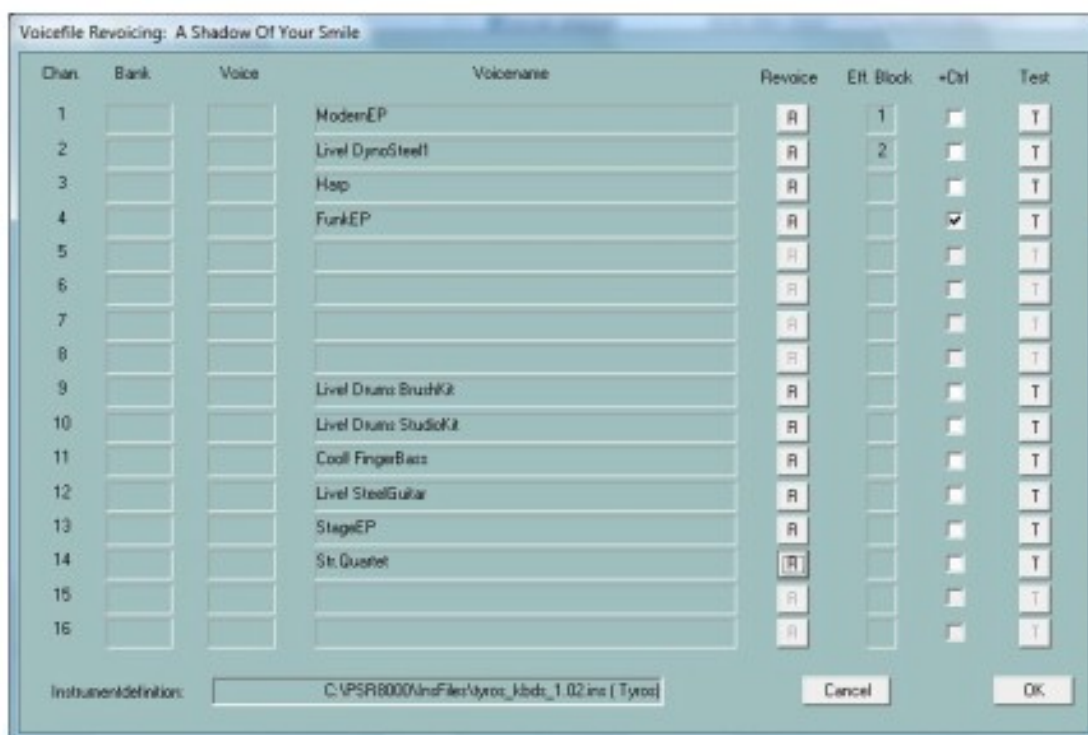 Voicefile Revoicing: A Shadow Of Your Smile
Chan. Bank Voice Voicename Revoice Eff. Block +Ctrl Test
1 ModernEP R 1 T
2 Live! DynoSteel1 R 2 T
3 Harp R T
4 FunkEP R T
5 R T
6 R T
7 R T
8 R T
9 Live! Drums BrushKit R T
10 Live! Drums StudioKit R T
11 Cool! FingerBass R T
12 Live! SteelGuitar R T
13 StageEP R T
14 Str.Quartet R T
15 R T
16 R T
Instrumentdefinition: C:\PSR8000\InsFiles\tyros_kbds_1.02.ins ( Tyros) Cancel OK